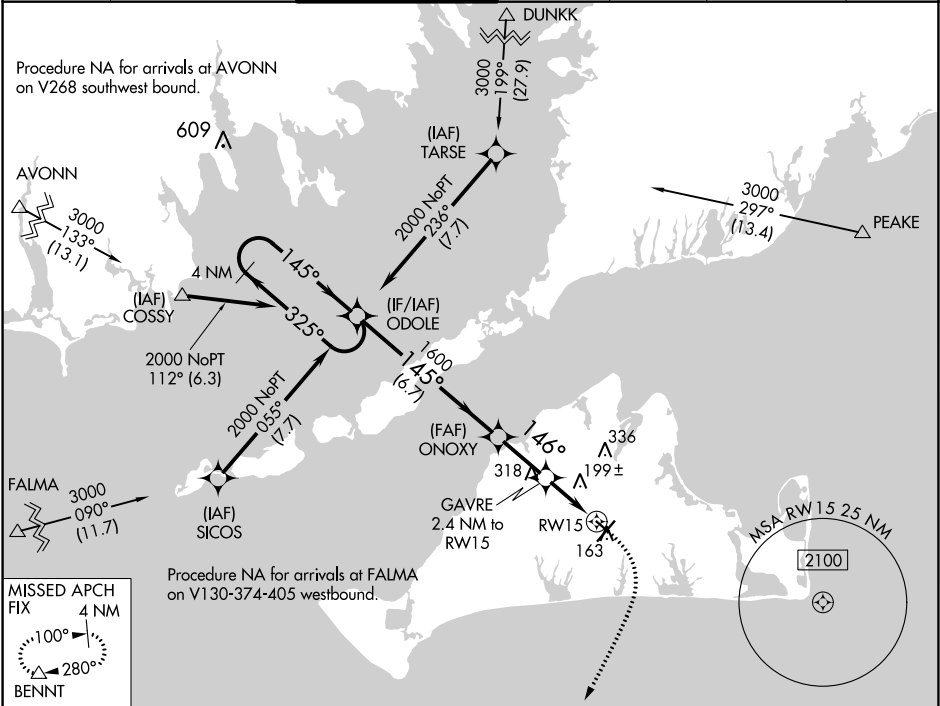 DUNKK
3000
199°
(27.9)
Procedure NA for arrivals at AVONN
on V268 southwest bound.
609
(IAF)
TARSE
AVONN
3000
133°
(13.1)
2000 NoPT
236°
(7.7)
3000
297°
(13.4)
PEAKE
4 NM
145°
325°
(IAF)
COSSY
(IF/IAF)
ODOLE
2000 NoPT
112° (6.3)
1600
145°
(6.7)
2000 NoPT
055°
(7.7)
(FAF)
ONOXY
146°
336
318
199±
FALMA
3000
090°
(11.7)
(IAF)
SICOS
GAVRE
2.4 NM to
RW15
RW15
163
MSA RW15 25 NM
2100
Procedure NA for arrivals at FALMA
on V130-374-405 westbound.
MISSED APCH
FIX
4 NM
100°
280°
BENNT